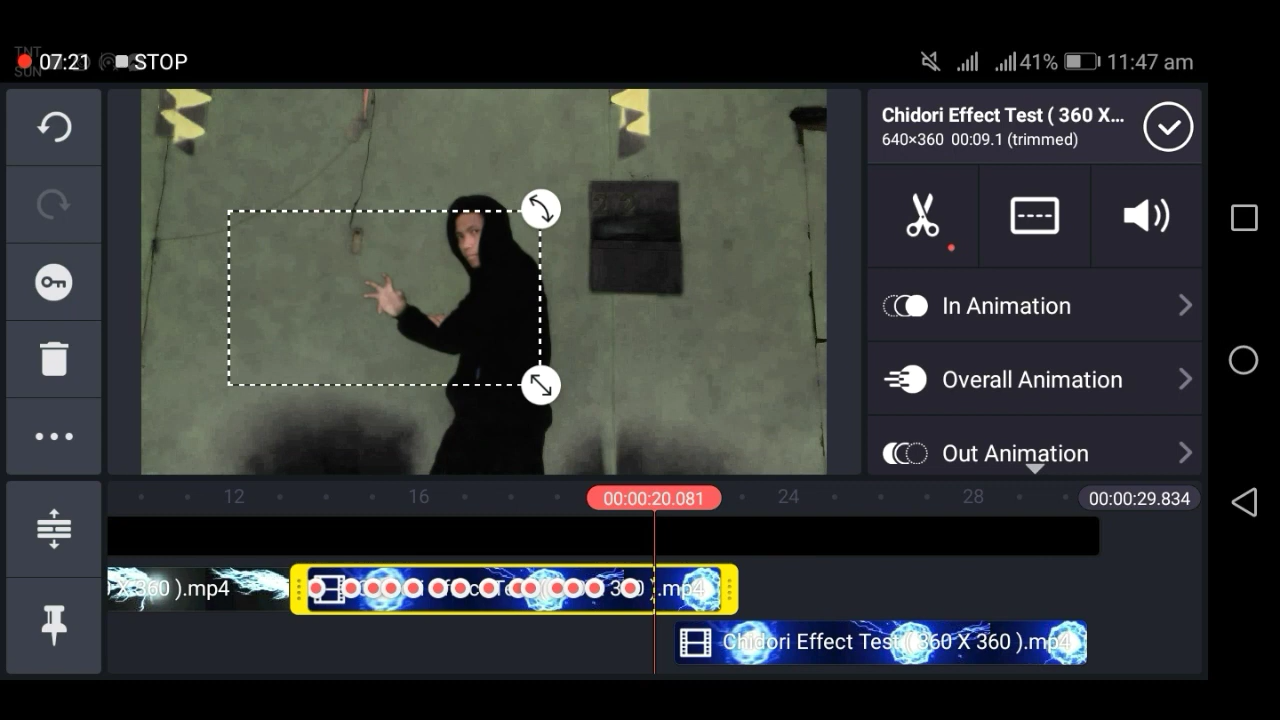 TNT
SUN
07:21 STOP
41% 11:47 am
Chidori Effect Test ( 360 X...
640×360 00:09.1 (trimmed)
In Animation
Overall Animation
Out Animation
12 16 00:00:20.081 24 28 00:00:29.834
X 360 ).mp4
).mp4
Chidori Effect Test ( 360 X 360 ).mp4